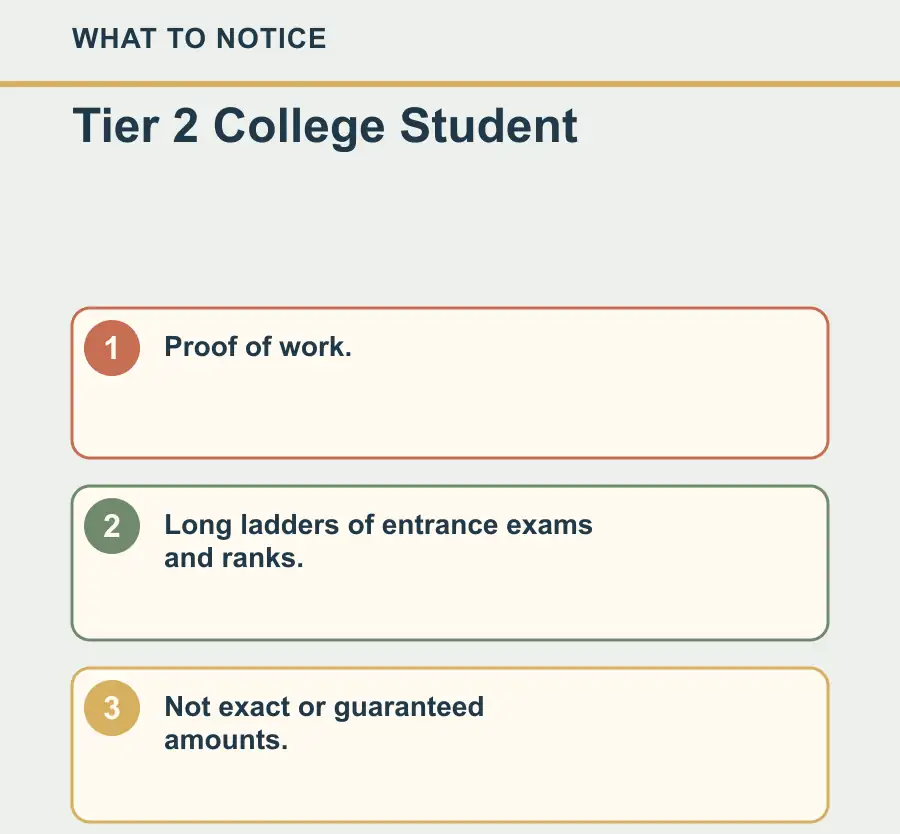 WHAT TO NOTICE
Tier 2 College Student
1
Proof of work.
2
Long ladders of entrance exams
and ranks.
3
Not exact or guaranteed
amounts.